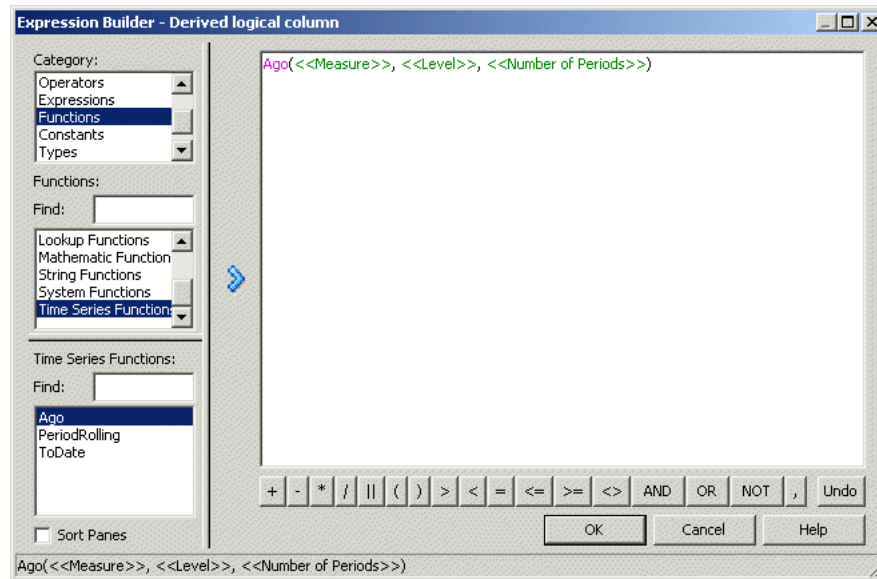 Expression Builder - Derived logical column
Category:
Operators
Expressions
Functions
Constants
Types
Functions:
Find:
Lookup Functions
Mathematic Function
String Functions
System Functions
Time Series Function
Time Series Functions:
Find:
Ago
PeriodRolling
ToDate
Sort Panes
Ago(<<Measure>>, <<Level>>, <<Number of Periods>>)
+ - * / || ( ) > < = <= >= <> AND OR NOT , Undo
OK Cancel Help
Ago(<<Measure>>, <<Level>>, <<Number of Periods>>)